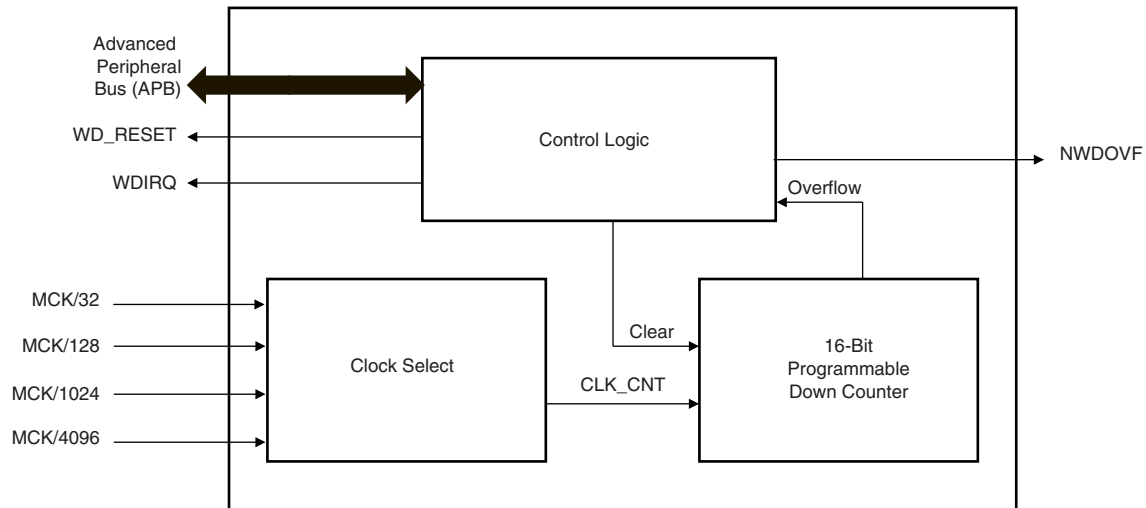 Advanced
Peripheral
Bus (APB)
WD_RESET
WDIRQ
Control Logic
NWDOVF
Overflow
MCK/32
MCK/128
MCK/1024
MCK/4096
Clock Select
Clear
CLK_CNT
16-Bit
Programmable
Down Counter